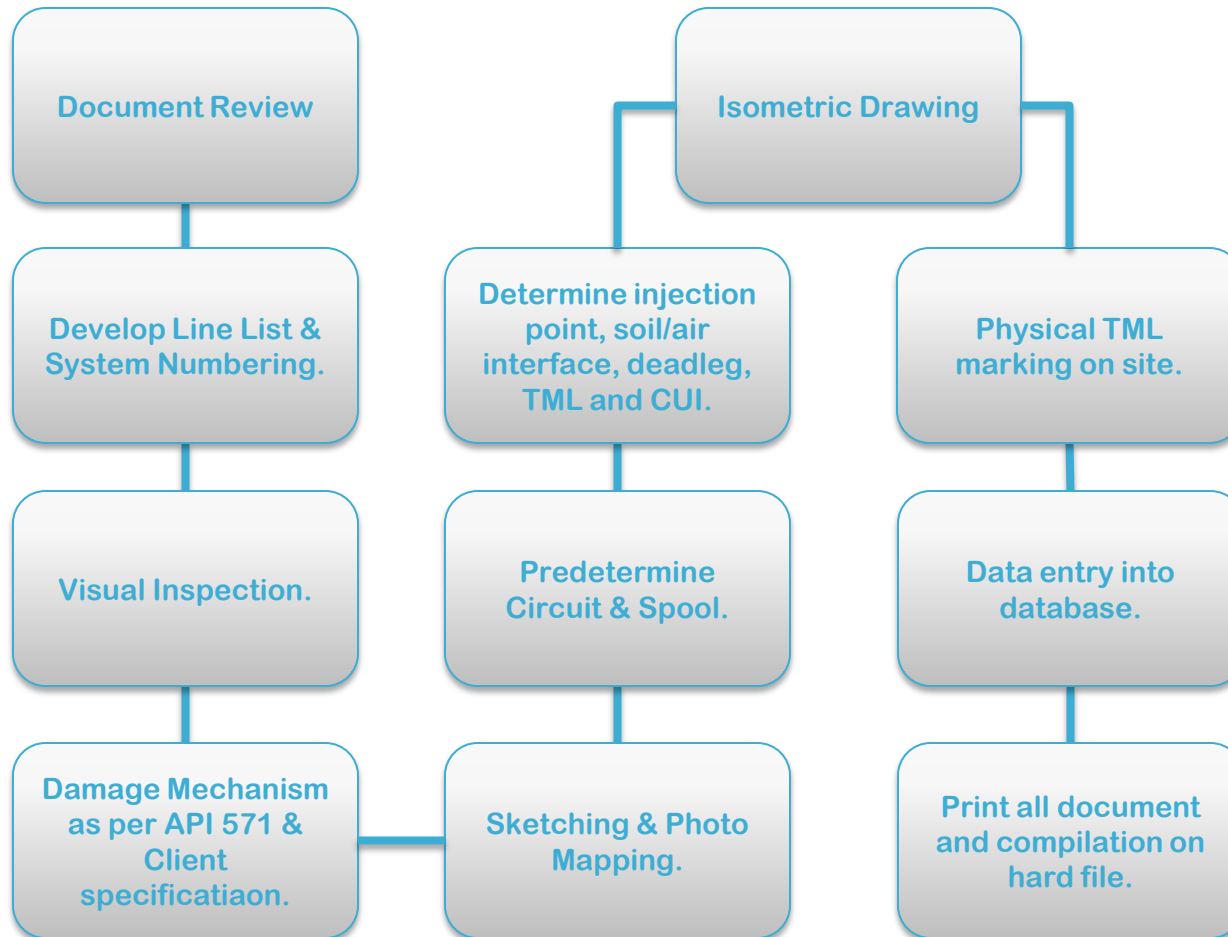 Document Review
Develop Line List &
System Numbering.
Visual Inspection.
Damage Mechanism
as per API 571 &
Client
specificatiaon.
Sketching & Photo
Mapping.
Predetermine
Circuit & Spool.
Determine injection
point, soil/air
interface, deadleg,
TML and CUI.
Isometric Drawing
Physical TML
marking on site.
Data entry into
database.
Print all document
and compilation on
hard file.